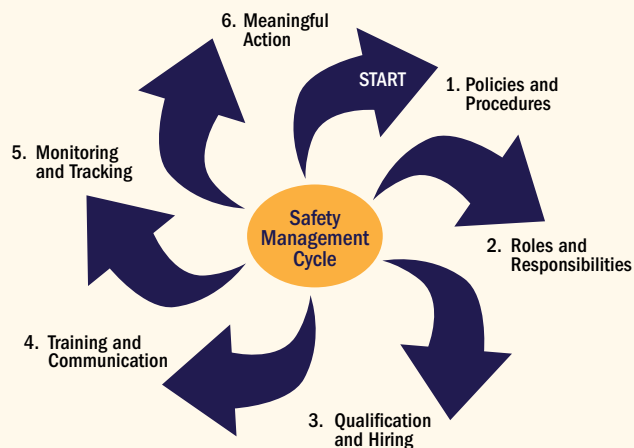 START
1. Policies and
Procedures
2. Roles and
Responsibilities
3. Qualification
and Hiring
4. Training and
Communication
5. Monitoring
and Tracking
6. Meaningful
Action
Safety
Management
Cycle